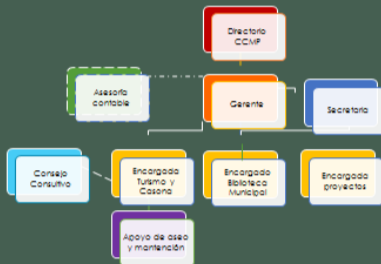 Directorio
CCMP
Asesoría
contable
Gerente
Secretaria
Consejo
Consultivo
Encargada
Turismo y
Casona
Encargada
Biblioteca
Municipal
Encargada
proyectos
Apoyo de aseo
y mantención